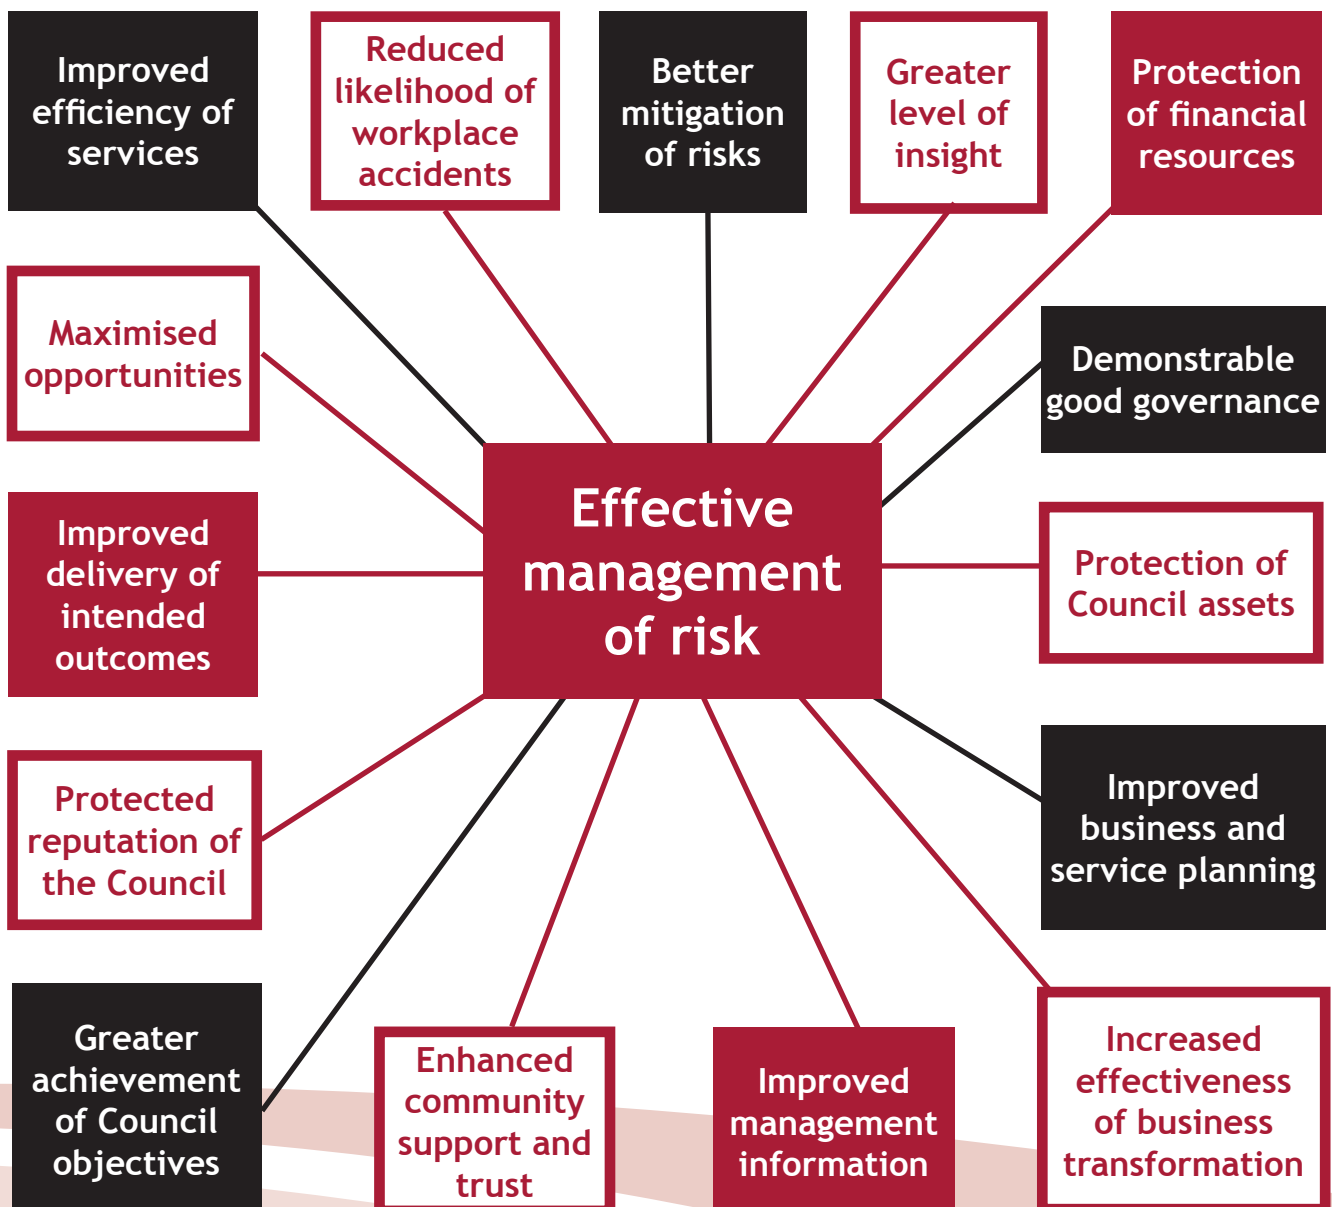 Improved
efficiency of
services
Reduced
likelihood of
workplace
accidents
Better
mitigation
of risks
Greater
level of
insight
Protection
of financial
resources
Maximised
opportunities
Demonstrable
good governance
Effective
management
of risk
Improved
delivery of
intended
outcomes
Protection of
Council assets
Protected
reputation of
the Council
Improved
business and
service planning
Greater
achievement
of Council
objectives
Enhanced
community
support and
trust
Improved
management
information
Increased
effectiveness
of business
transformation